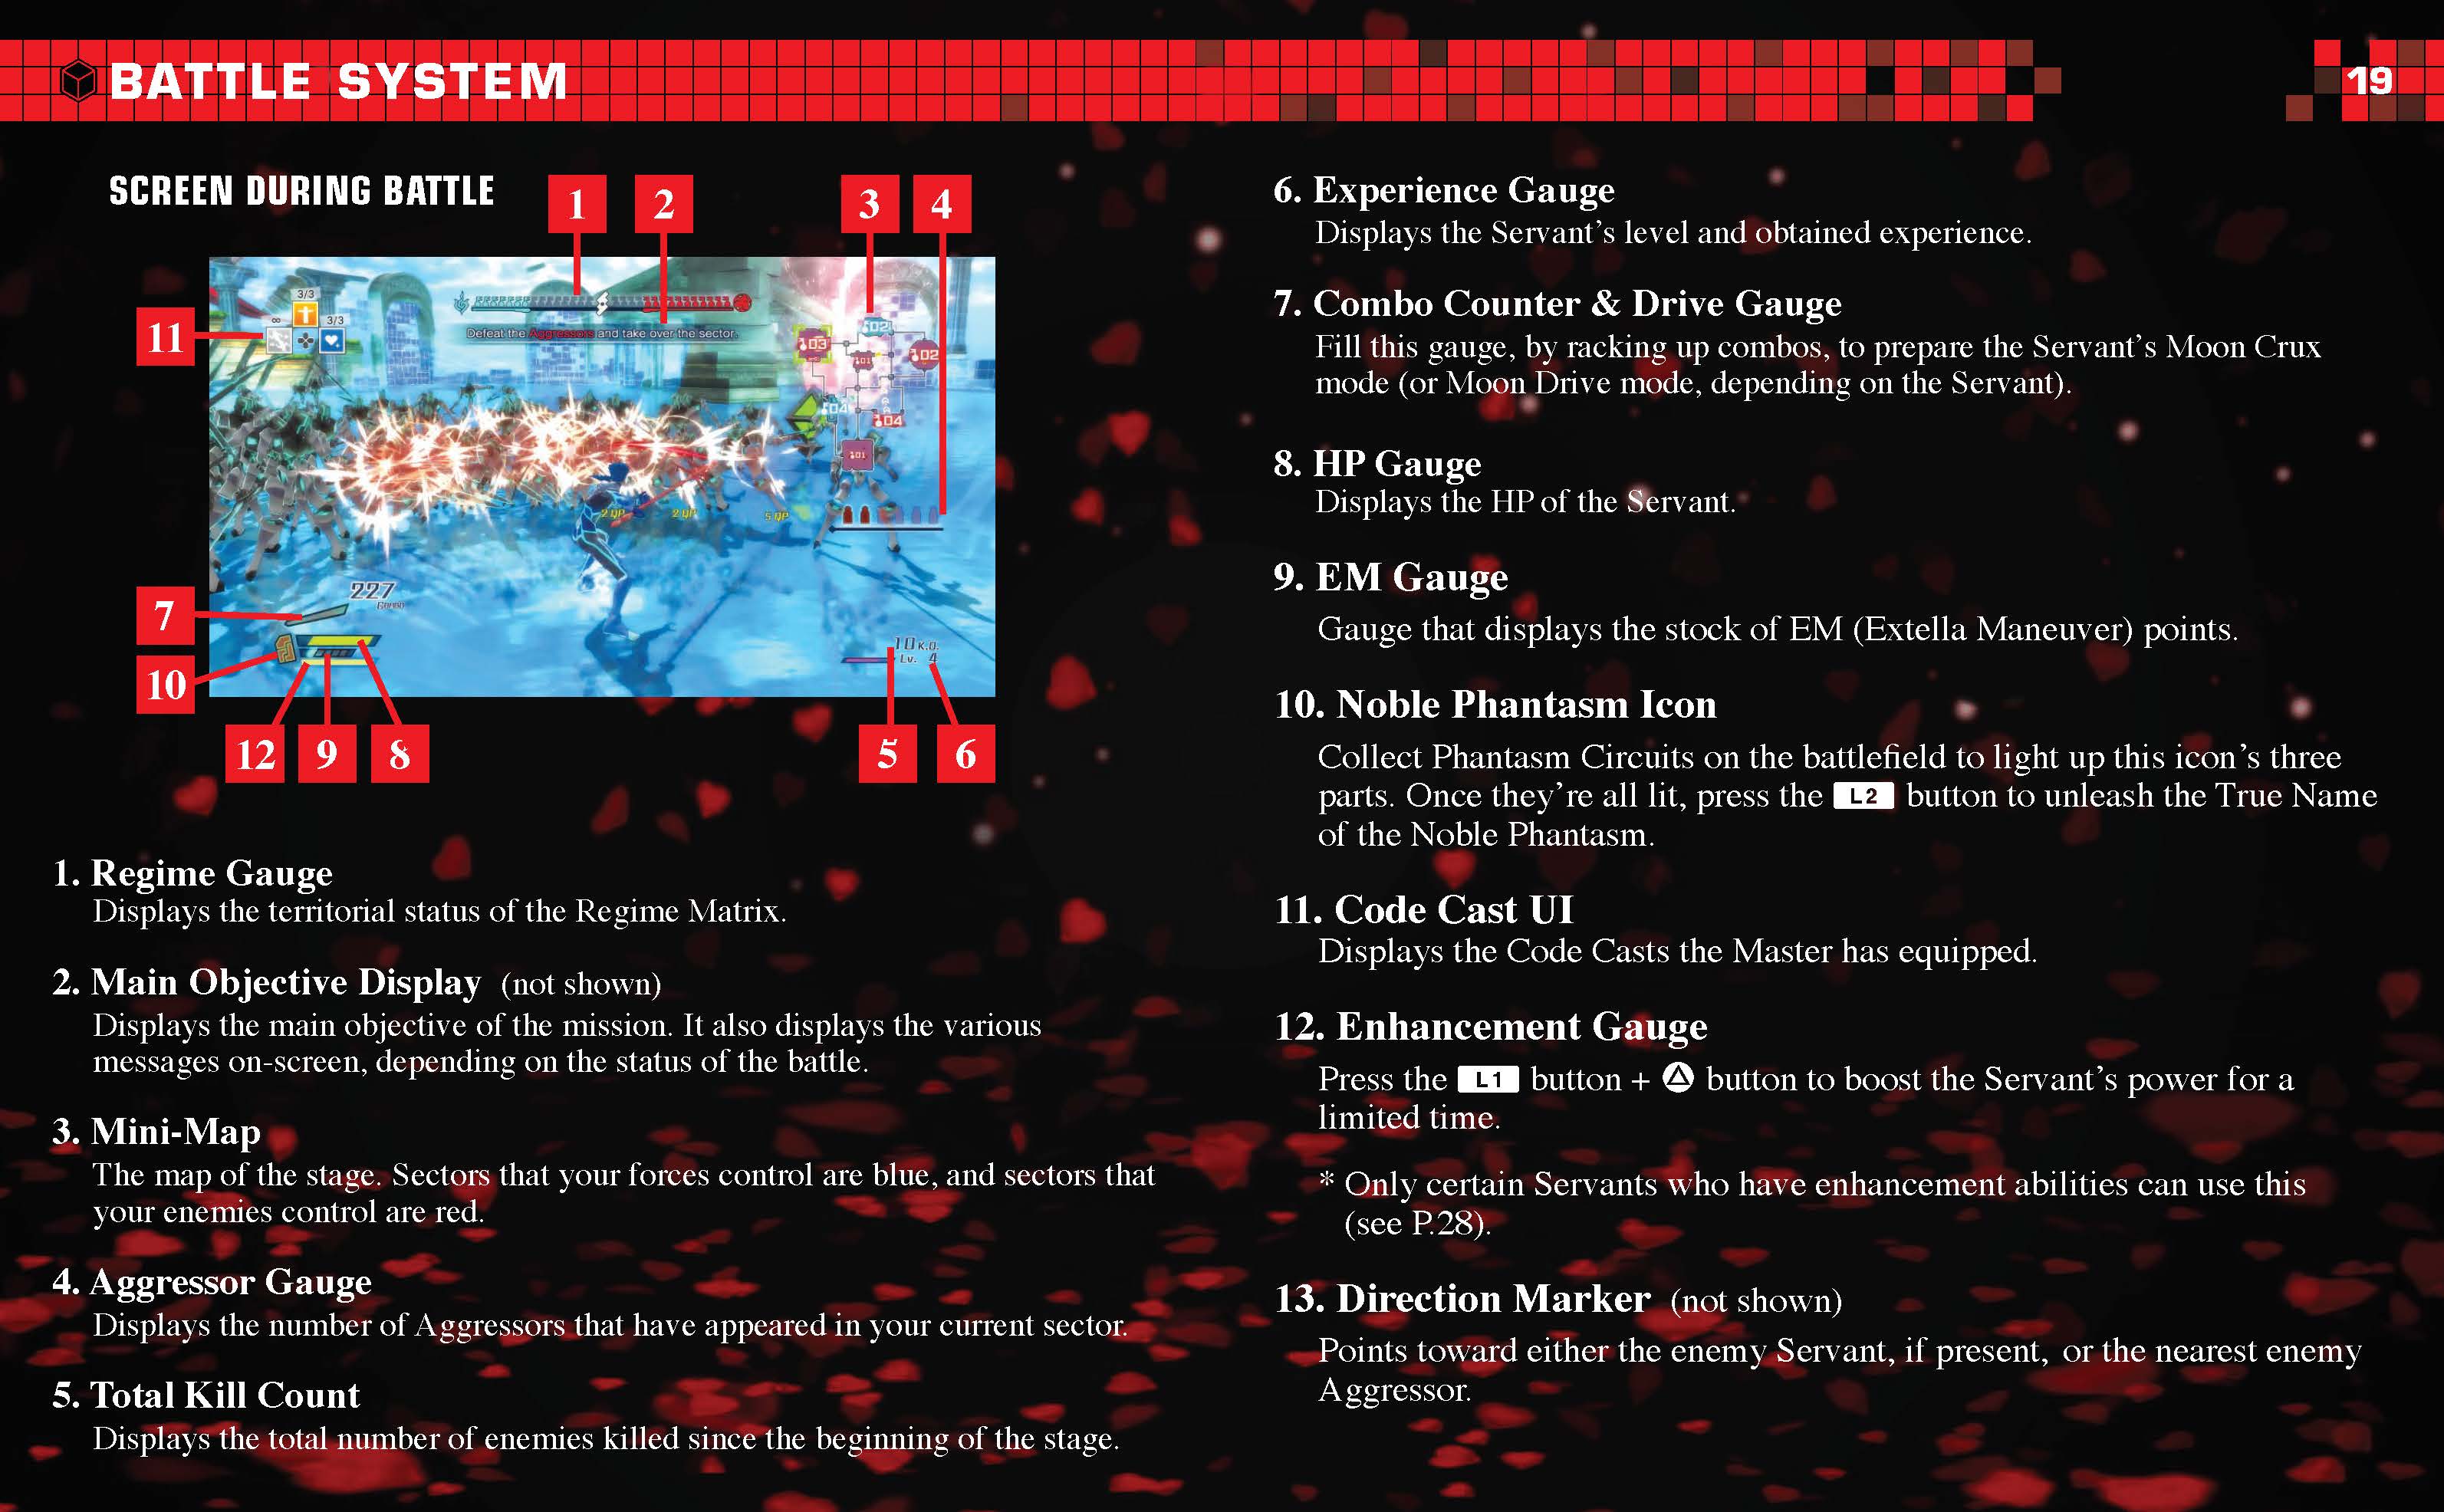 BATTLE SYSTEM
19
SCREEN DURING BATTLE
1
2
3
4
11
3/3
∞
3/3
Defeat the Aggressors and take over the sector.
02
03
02
01
04
04
01
2 QP
2 QP
5 QP
227
7
10
10 K.O.
Lv. 4
12
9
8
5
6
1. Regime Gauge
Displays the territorial status of the Regime Matrix.
2. Main Objective Display (not shown)
Displays the main objective of the mission. It also displays the various
messages on-screen, depending on the status of the battle.
3. Mini-Map
The map of the stage. Sectors that your forces control are blue, and sectors that
your enemies control are red.
4. Aggressor Gauge
Displays the number of Aggressors that have appeared in your current sector.
5. Total Kill Count
Displays the total number of enemies killed since the beginning of the stage.
6. Experience Gauge
Displays the Servant's level and obtained experience.
7. Combo Counter & Drive Gauge
Fill this gauge, by racking up combos, to prepare the Servant's Moon Crux
mode (or Moon Drive mode, depending on the Servant).
8. HP Gauge
Displays the HP of the Servant.
9. EM Gauge
Gauge that displays the stock of EM (Extella Maneuver) points.
10. Noble Phantasm Icon
Collect Phantasm Circuits on the battlefield to light up this icon's three
parts. Once they're all lit, press the L2 button to unleash the True Name
of the Noble Phantasm.
11. Code Cast UI
Displays the Code Casts the Master has equipped.
12. Enhancement Gauge
Press the L1 button + △ button to boost the Servant's power for a
limited time.
* Only certain Servants who have enhancement abilities can use this
(see P.28).
13. Direction Marker (not shown)
Points toward either the enemy Servant, if present, or the nearest enemy
Aggressor.